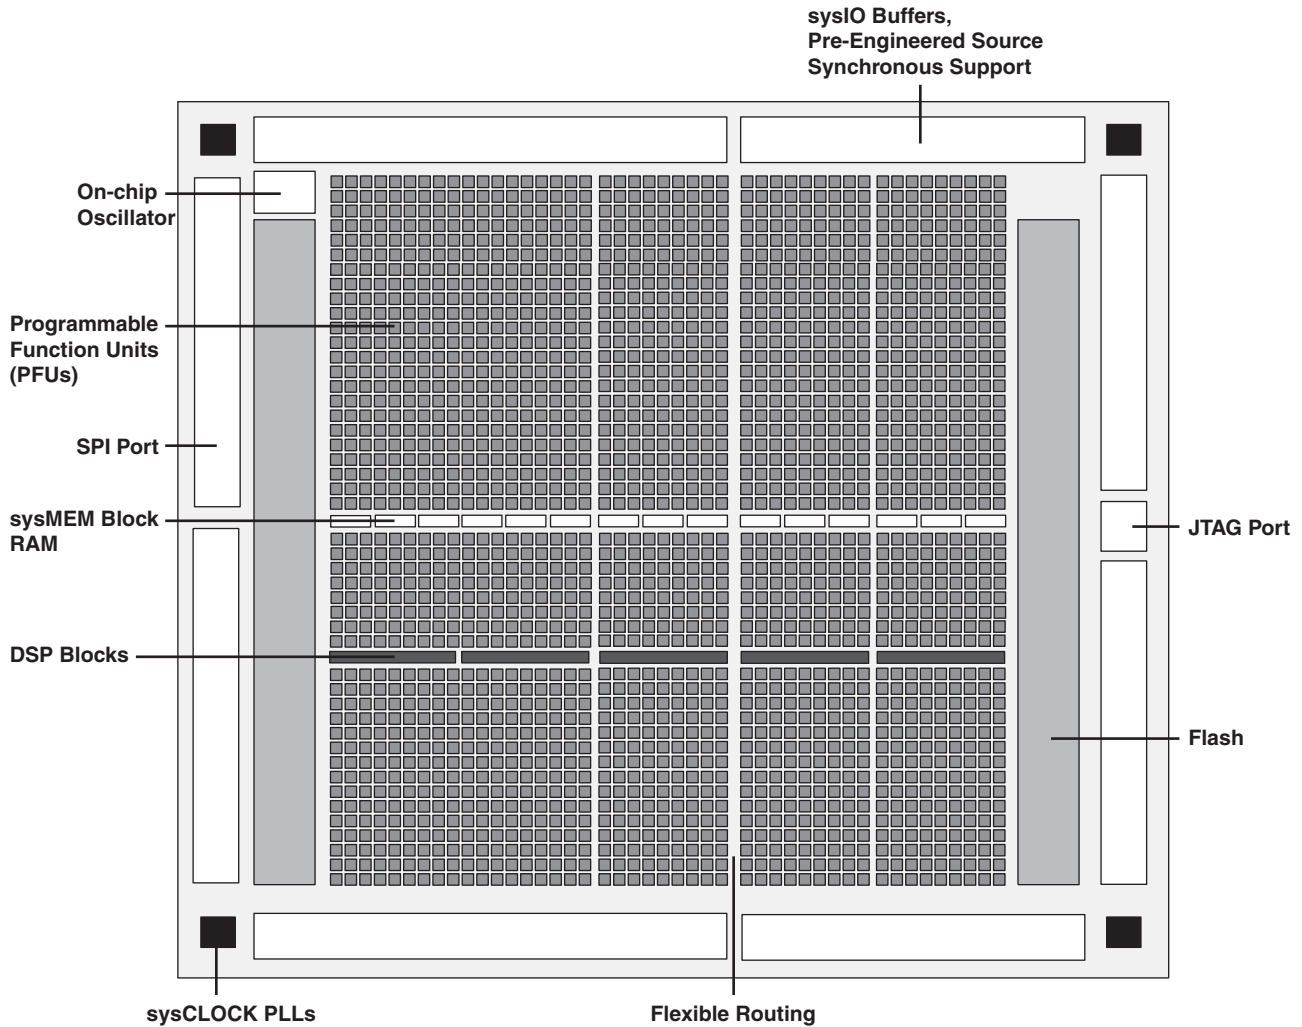 sysIO Buffers,
Pre-Engineered Source
Synchronous Support
On-chip
Oscillator
Programmable
Function Units
(PFUs)
SPI Port
sysMEM Block
RAM
JTAG Port
DSP Blocks
Flash
sysCLOCK PLLs
Flexible Routing